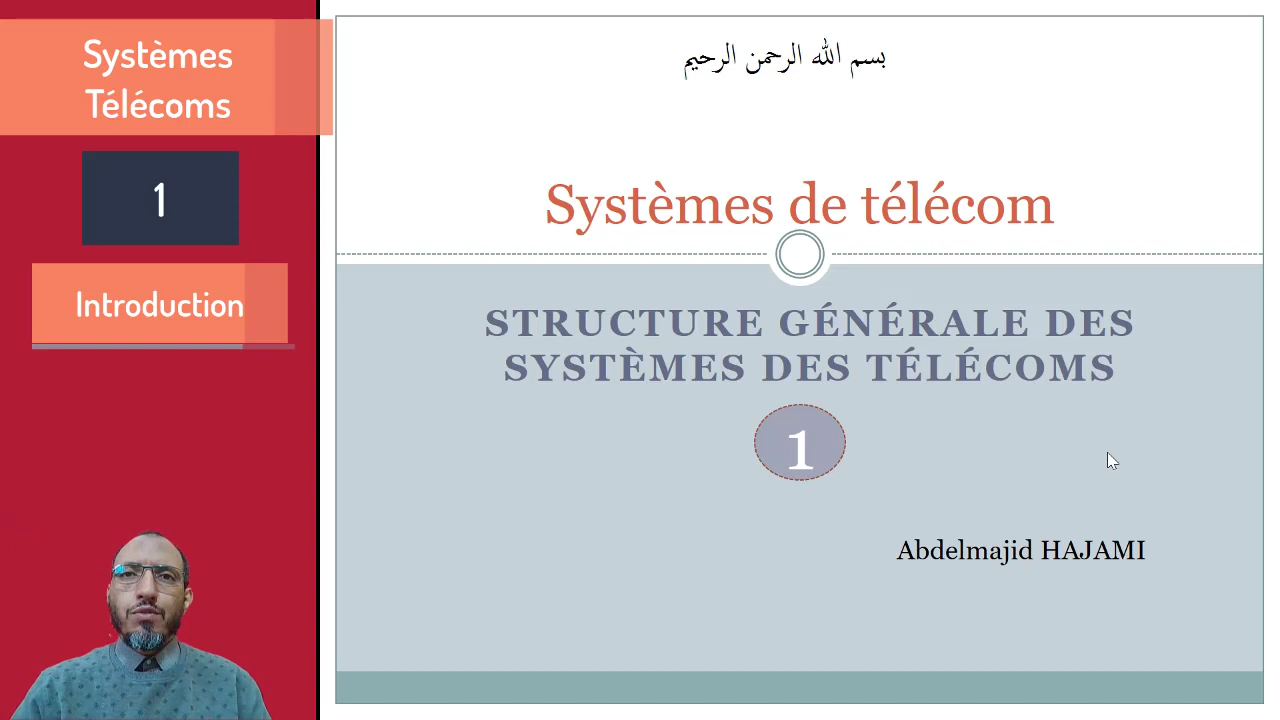 Systèmes
Télécoms
1
Introduction
بسم الله الرحمن الرحيم
Systèmes de télécom
STRUCTURE GÉNÉRALE DES
SYSTÈMES DES TÉLÉCOMS
1
Abdelmajid HAJAMI